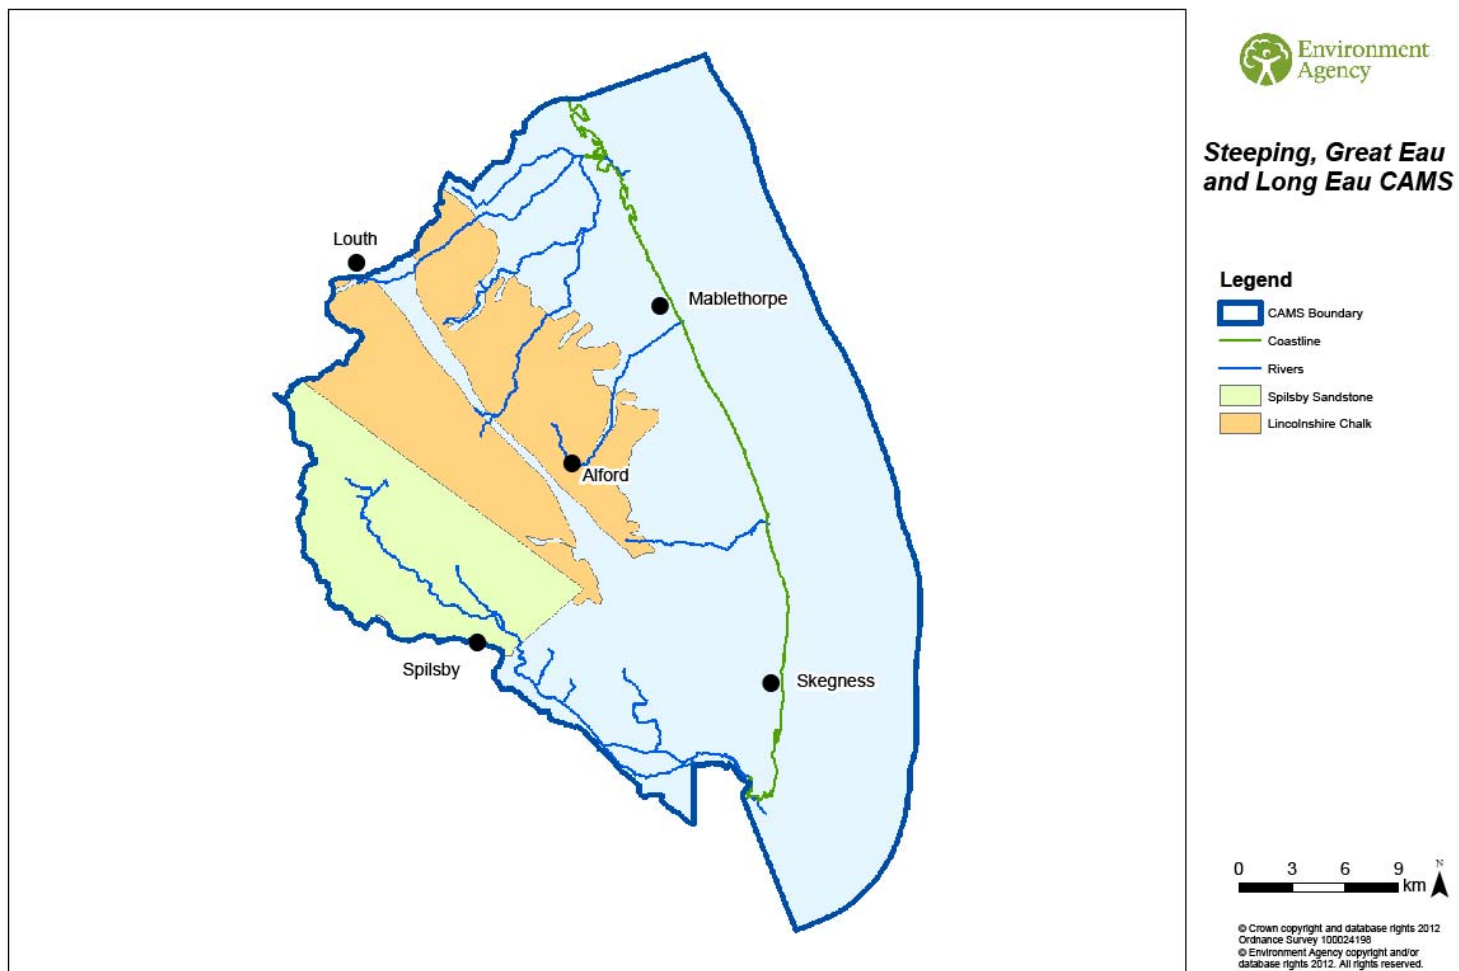 Environment
Agency
Steeping, Great Eau
and Long Eau CAMS
Louth
Mablethorpe
Alford
Spilsby
Skegness
Legend
CAMS Boundary
Coastline
Rivers
Spilsby Sandstone
Lincolnshire Chalk
0 3 6 9
km
N
© Crown copyright and database rights 2012
Ordnance Survey 100024198
© Environment Agency copyright and/or
database rights 2012. All rights reserved.